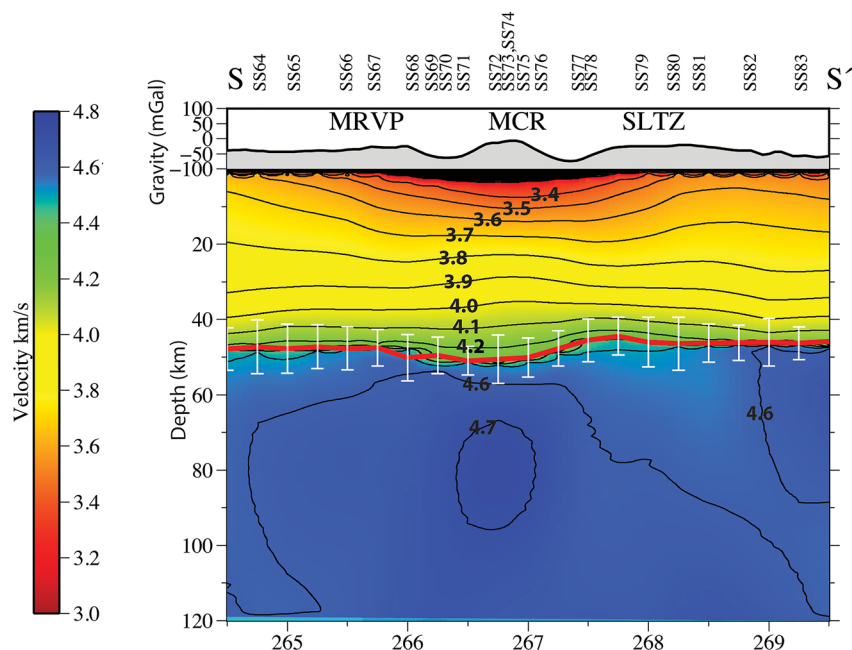 S
SS64
SS65
SS66
SS67
SS68
SS69
SS70
SS71
SS72
SS73,SS74
SS75
SS76
SS77
SS78
SS79
SS80
SS81
SS82
SS83
S´
MRVP
MCR
SLTZ
Gravity (mGal)
100
50
0
−50
−100
Velocity km/s
4.8
4.6
4.4
4.2
4.0
3.8
3.6
3.4
3.2
3.0
Depth (km)
20
40
60
80
100
120
3.4
3.5
3.6
3.7
3.8
3.9
4.0
4.1
4.2
4.6
4.7
4.6
265
266
267
268
269